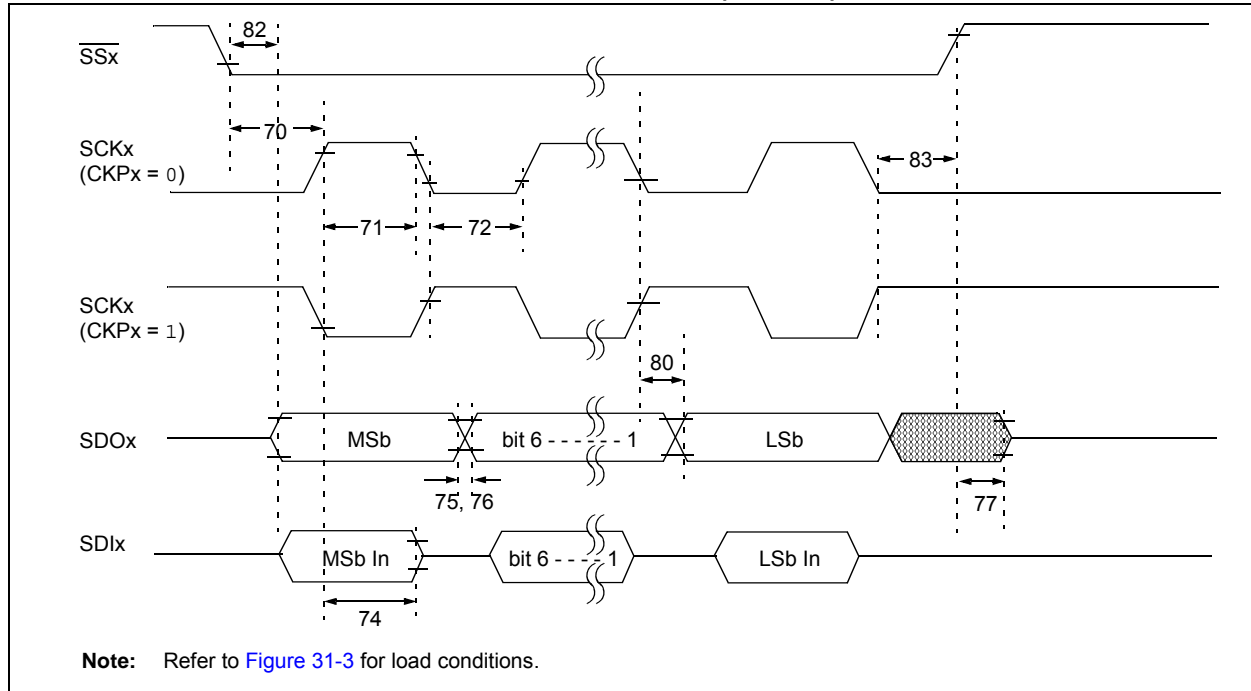 82
SSx
70
SCKx
(CKPx = 0)
83
71
72
SCKx
(CKPx = 1)
80
SDOx
MSb
bit 6 - - - - - - 1
LSb
75, 76
77
SDIx
MSb In
bit 6 - - - - 1
LSb In
74
Note: Refer to Figure 31-3 for load conditions.